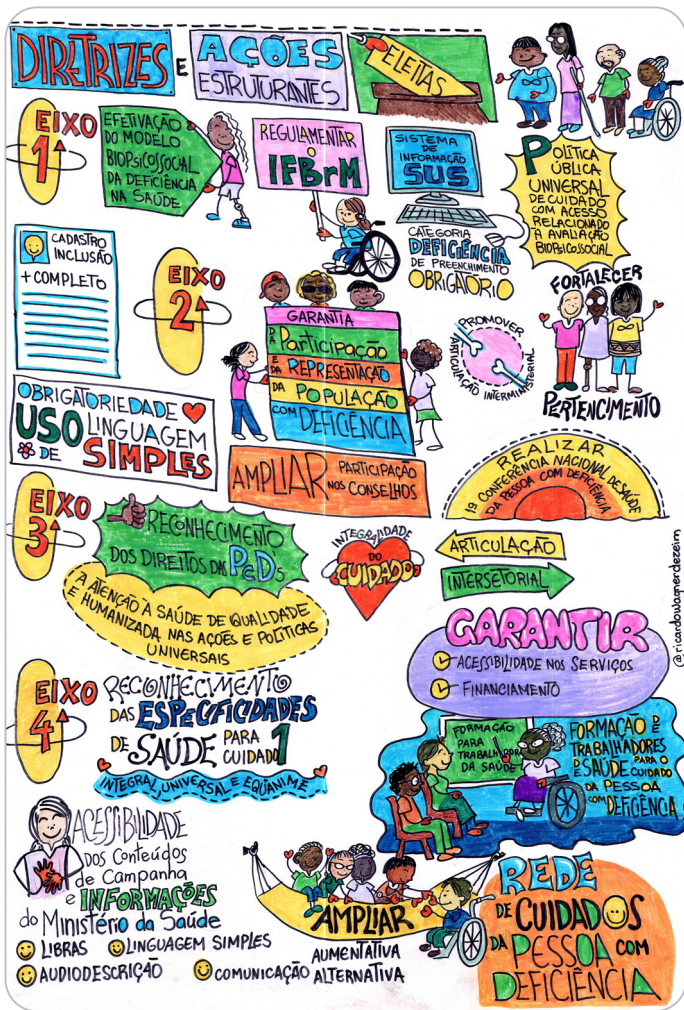 DIRETRIZES
E
AÇÕES
ESTRUTURANTES
ELEITAS
EIXO
1
EFETIVAÇÃO
DO MODELO
BIOPSICOSSOCIAL
DA DEFICIÊNCIA
NA SAÚDE
REGULAMENTAR
O
IFBrM
SISTEMA
DE
INFORMAÇÃO
SUS
CATEGORIA
DEFICIÊNCIA
DE PREENCHIMENTO
OBRIGATÓRIO
POLÍTICA
PÚBLICA
UNIVERSAL
DE CUIDADO
COM ACESSO
RELACIONADO
À AVALIAÇÃO
BIOPSICOSSOCIAL
CADASTRO
INCLUSÃO
+ COMPLETO
EIXO
2
GARANTIA
DA PARTICIPAÇÃO
E DA REPRESENTAÇÃO
DA POPULAÇÃO
COM DEFICIÊNCIA
PROMOVER
ARTICULAÇÃO INTERMINISTERIAL
FORTALECER
PERTENCIMENTO
OBRIGATORIEDADE
USO LINGUAGEM
DE SIMPLES
AMPLIAR PARTICIPAÇÃO
NOS CONSELHOS
REALIZAR
1ª CONFERÊNCIA NACIONAL DE SAÚDE
DA PESSOA COM DEFICIÊNCIA
EIXO
3
RECONHECIMENTO
DOS DIREITOS DAS PcD's
À ATENÇÃO À SAÚDE DE QUALIDADE
E HUMANIZADA NAS AÇÕES E POLÍTICAS
UNIVERSAIS
INTEGRALIDADE
DO
CUIDADO
ARTICULAÇÃO
INTERSETORIAL
GARANTIR
ACESSIBILIDADE NOS SERVIÇOS
FINANCIAMENTO
@ricardowagnerdezeim
EIXO
4
RECONHECIMENTO
DAS ESPECIFICIDADES
DE SAÚDE PARA 1
CUIDADO
INTEGRAL, UNIVERSAL E EQUÂNIME
FORMAÇÃO
PARA
TRABALHADOR
DA SAÚDE
FORMAÇÃO DE
TRABALHADORES
DE SAÚDE PARA O
CUIDADO
DA PESSOA
COM DEFICIÊNCIA
ACESSIBILIDADE
DOS CONTEÚDOS
de CAMPANHA
e INFORMAÇÕES
do Ministério da Saúde
LIBRAS
LINGUAGEM SIMPLES
AUDIODESCRIÇÃO
COMUNICAÇÃO AUMENTATIVA
ALTERNATIVA
AMPLIAR
REDE
DE CUIDADOS
DA PESSOA COM
DEFICIÊNCIA